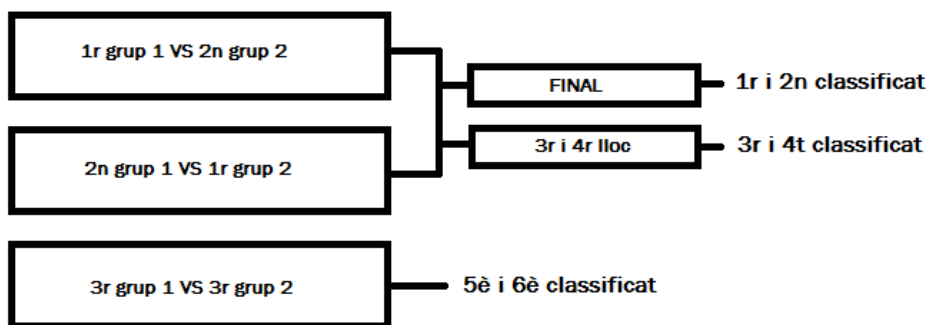 1r grup 1 VS 2n grup 2
FINAL
1r i 2n classificat
2n grup 1 VS 1r grup 2
3r i 4r lloc
3r i 4t classificat
3r grup 1 VS 3r grup 2
5è i 6è classificat